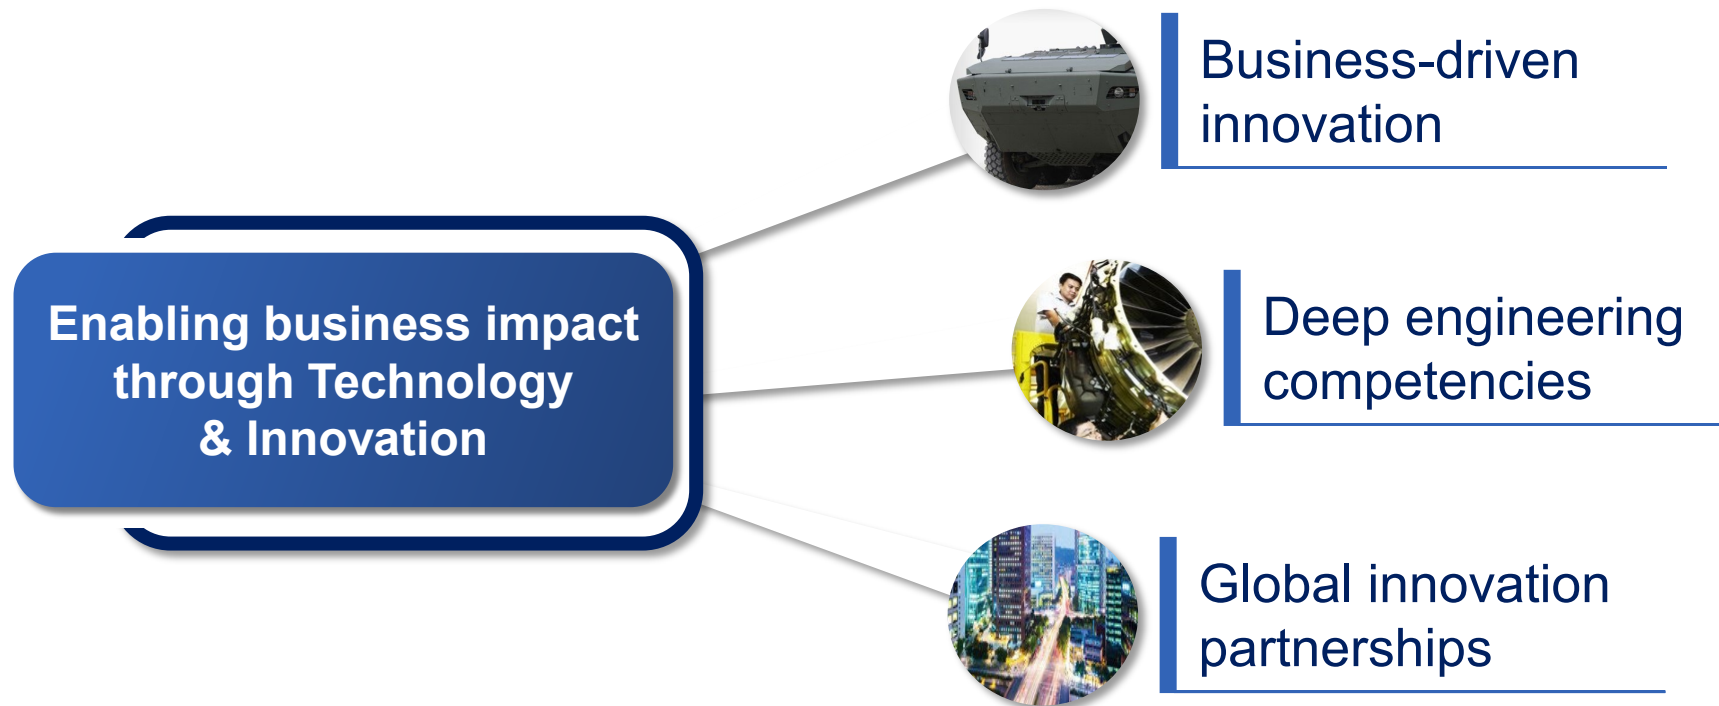 Business-driven
innovation
Enabling business impact
through Technology
& Innovation
Deep engineering
competencies
Global innovation
partnerships